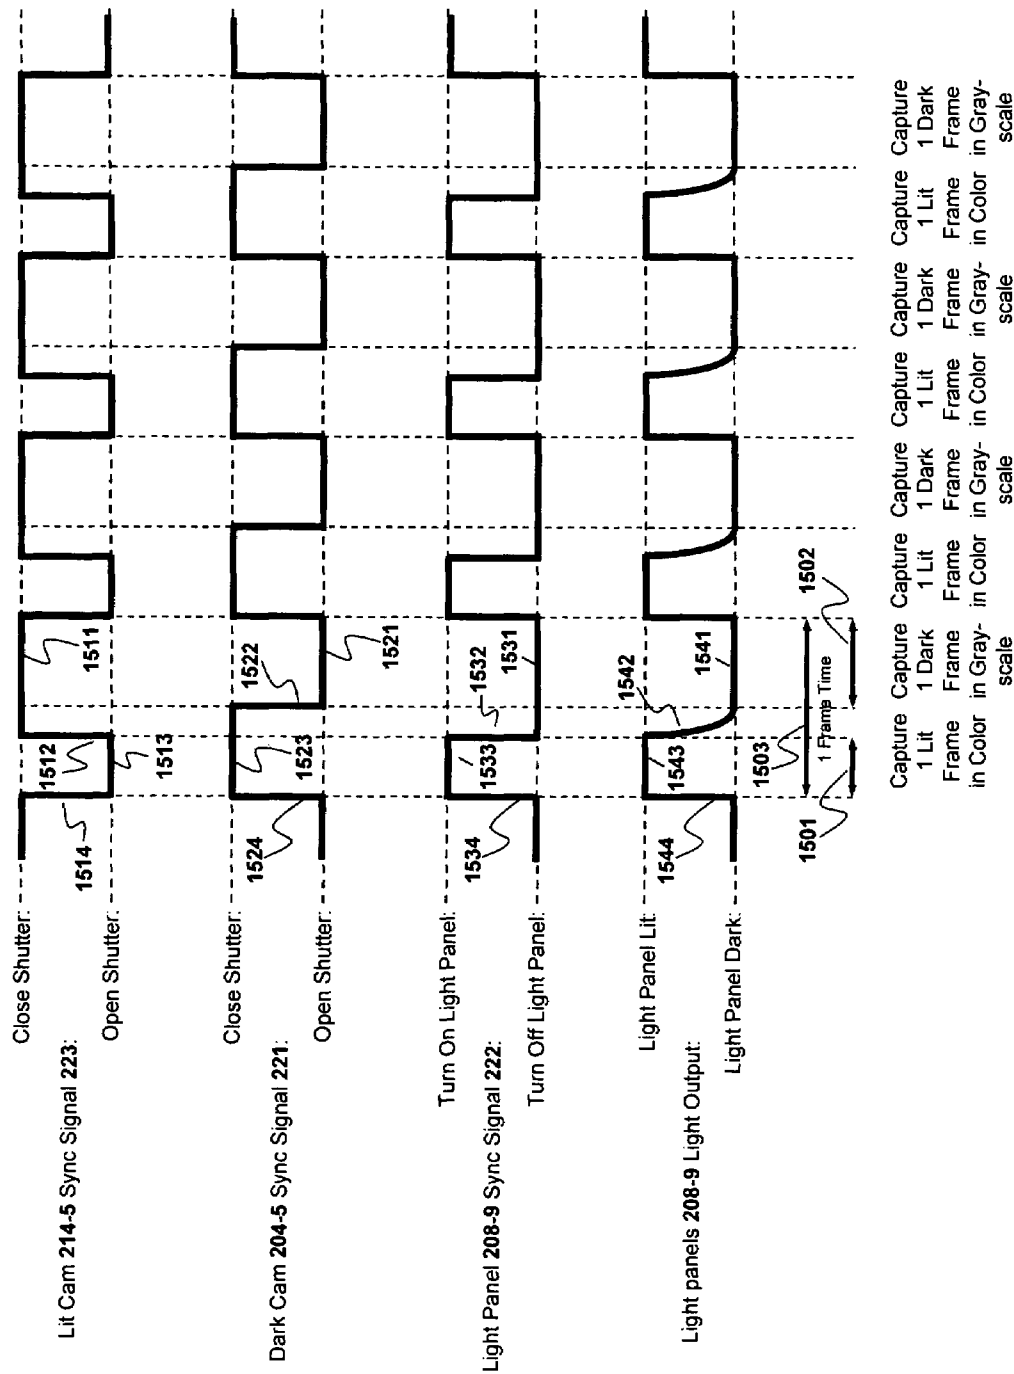 Lit Cam 214-5 Sync Signal 223:
Close Shutter:
Open Shutter:
1514
1512
1513
1511
Dark Cam 204-5 Sync Signal 221:
Close Shutter:
Open Shutter:
1524
1523
1522
1521
Light Panel 208-9 Sync Signal 222:
Turn On Light Panel:
Turn Off Light Panel:
1534
1533
1532
1531
Light panels 208-9 Light Output:
Light Panel Lit:
Light Panel Dark:
1544
1543
1542
1541
1503
1 Frame Time
1501
1502
Capture
1 Lit
Frame
in Color
Capture
1 Dark
Frame
in Gray-
scale
Capture
1 Lit
Frame
in Color
Capture
1 Dark
Frame
in Gray-
scale
Capture
1 Lit
Frame
in Color
Capture
1 Dark
Frame
in Gray-
scale
Capture
1 Lit
Frame
in Color
Capture
1 Dark
Frame
in Gray-
scale